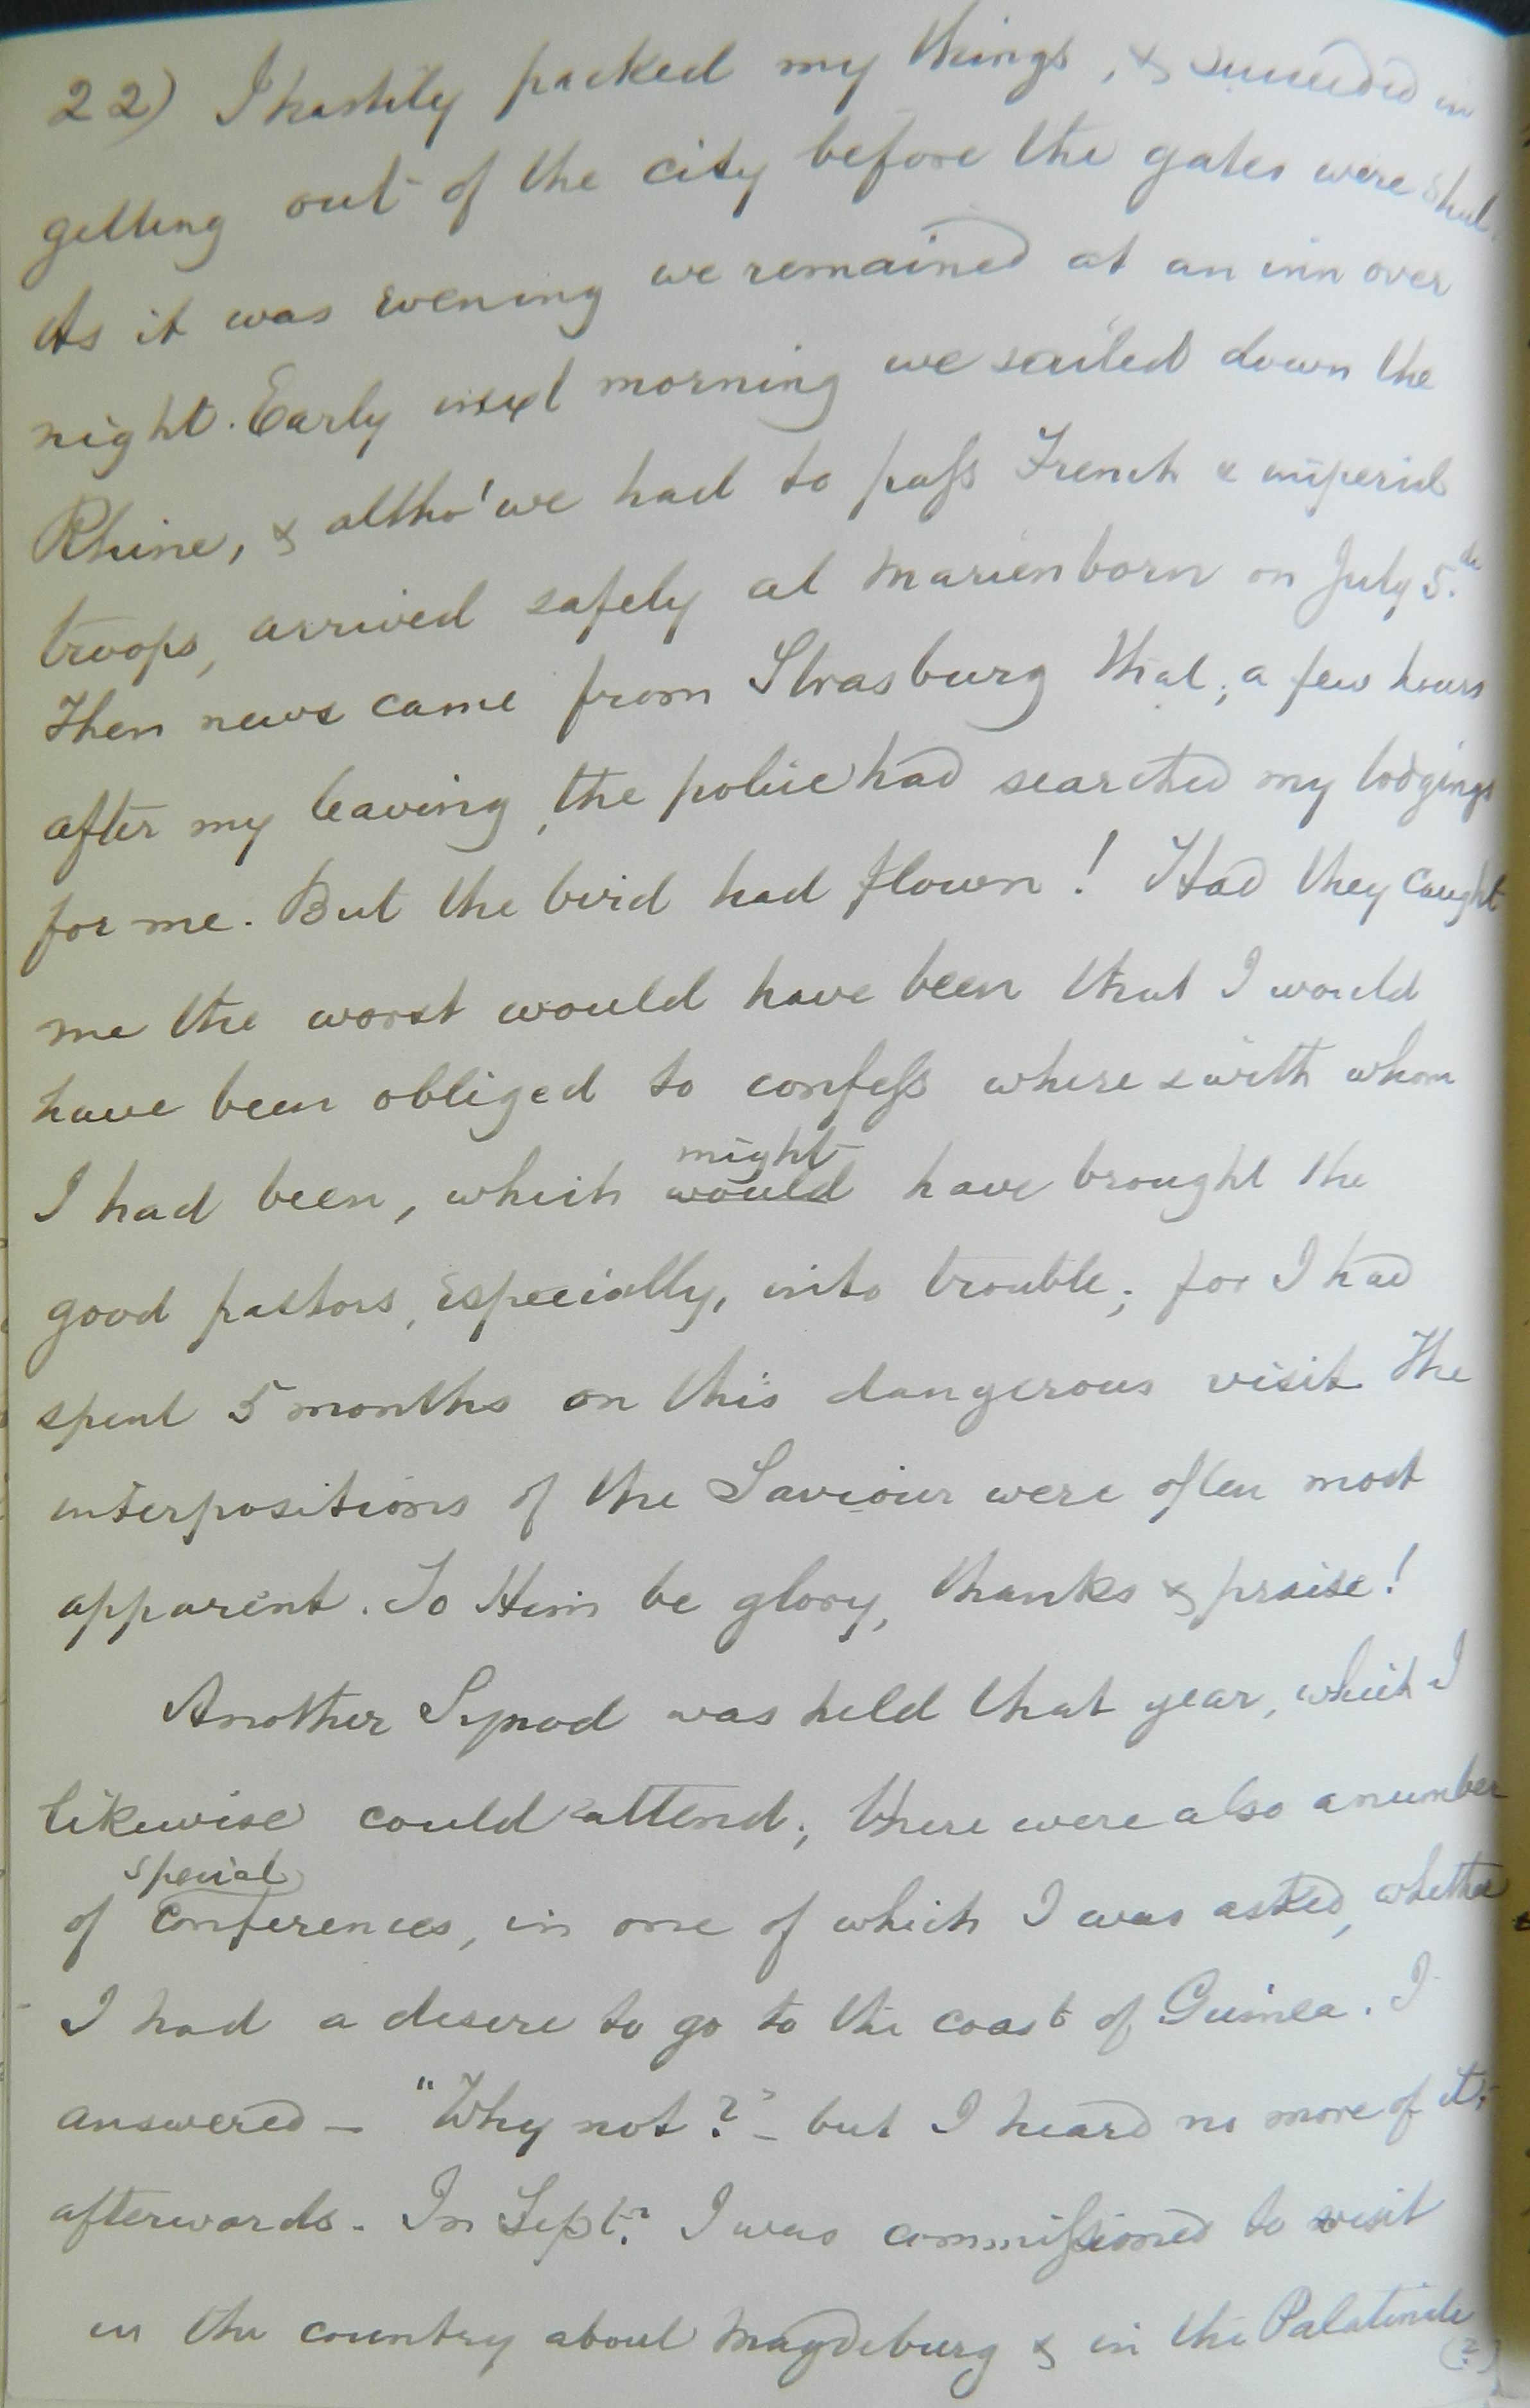 22) I hastily packed my things, & succeeded in
getting out of the city before the gates were shut.
As it was evening we remained at an inn over
night. Early next morning we sailed down the
Rhine, & altho' we had to paſs French & imperial
troops, arrived safely at Marienborn on July 5.th
Then news came from Strasburg that, a few hours
after my leaving, the police had searched my lodgings
for me. But the bird had flown! Had they caught
me the worst would have been that I would
have been obliged to confeſs where & with whom
might
I had been, which would have brought the
good pastors, especially, into trouble; for I had
spent 5 months on this dangerous visit. The
interpositions of the Saviour were often most
apparent. To Him be glory, thanks & praise!
Another Synod was held that year, which I
likewise could attend; there were also a number
special
of conferences, in one of which I was asked, whether
I had a desire to go to the coast of Guinea. I
answered – "Why not?" – but I heard no more of it,
afterwards. In Sept.r I was commiſsioned to visit
in the country about Magdeburg & in the Palatinate
(?)